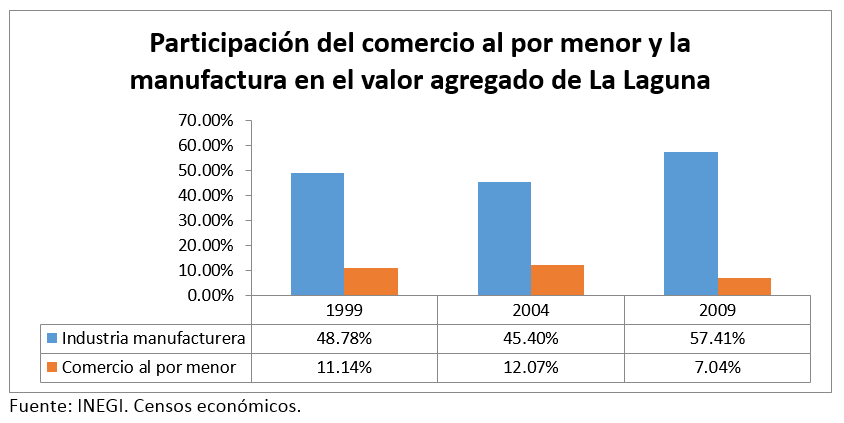 Participación del comercio al por menor y la
manufactura en el valor agregado de La Laguna
70.00%
60.00%
50.00%
40.00%
30.00%
20.00%
10.00%
0.00%
1999 2004 2009
Industria manufacturera 48.78% 45.40% 57.41%
Comercio al por menor 11.14% 12.07% 7.04%
Fuente: INEGI. Censos económicos.